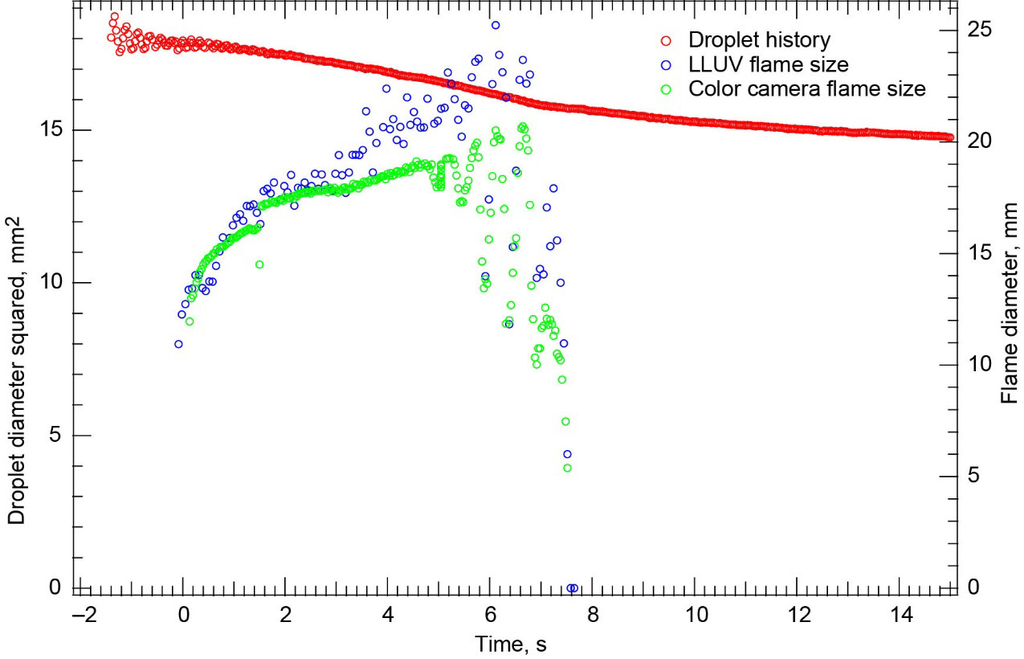 Droplet history
LLUV flame size
Color camera flame size
Droplet diameter squared, mm2
15
10
5
0
25
20
15
10
5
0
Flame diameter, mm
–2 0 2 4 6 8 10 12 14
Time, s